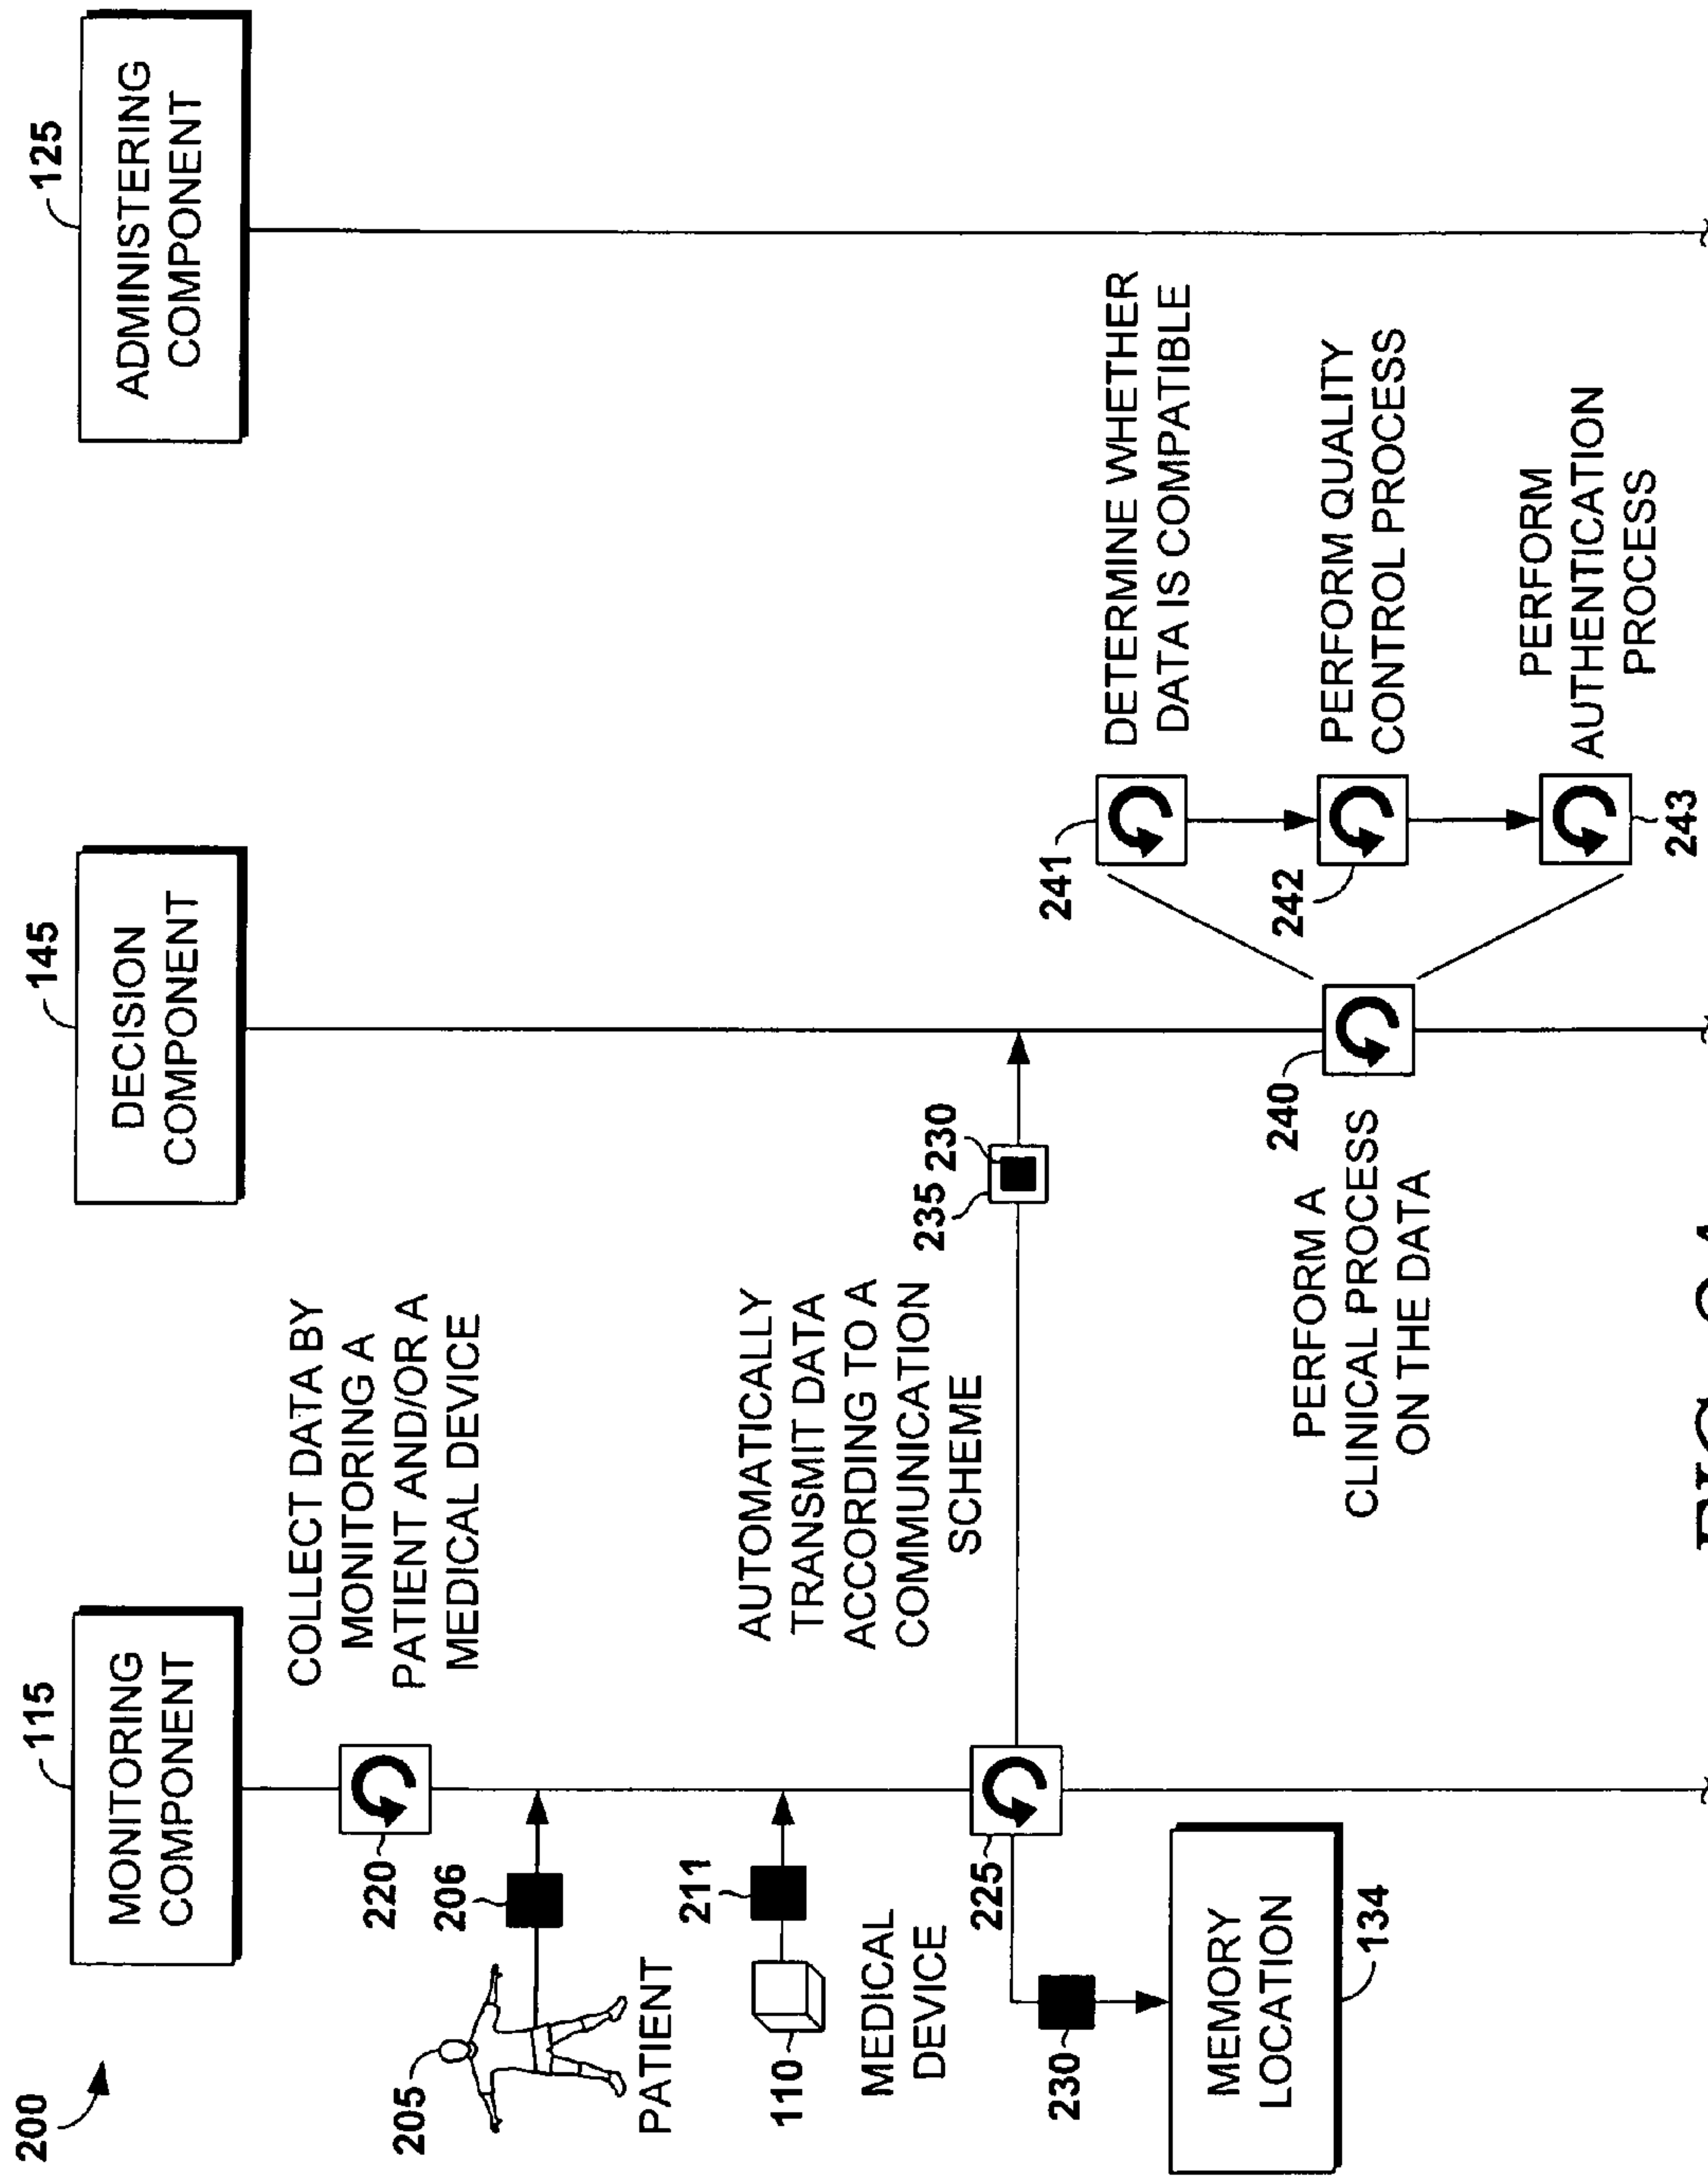 200
115
MONITORING
COMPONENT
145
DECISION
COMPONENT
125
ADMINISTERING
COMPONENT
220
COLLECT DATA BY
MONITORING A
PATIENT AND/OR A
MEDICAL DEVICE
205
206
PATIENT
211
110
MEDICAL
DEVICE
AUTOMATICALLY
TRANSMIT DATA
ACCORDING TO A
COMMUNICATION
SCHEME
235
230
225
230
MEMORY
LOCATION
134
240
PERFORM A
CLINICAL PROCESS
ON THE DATA
241
DETERMINE WHETHER
DATA IS COMPATIBLE
242
PERFORM QUALITY
CONTROL PROCESS
PERFORM
AUTHENTICATION
PROCESS
243